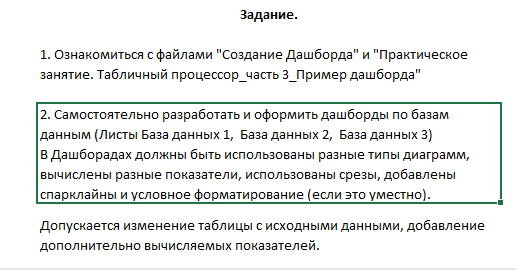 Задание.
1. Ознакомиться с файлами "Создание Дашборда" и "Практическое
занятие. Табличный процессор_часть 3_Пример дашборда"
2. Самостоятельно разработать и оформить дашборды по базам
данным (Листы База данных 1,  База данных 2,  База данных 3)
В Дашборадах должны быть использованы разные типы диаграмм,
вычислены разные показатели, использованы срезы, добавлены
спарклайны и условное форматирование (если это уместно).
Допускается изменение таблицы с исходными данными, добавление
дополнительно вычисляемых показателей.